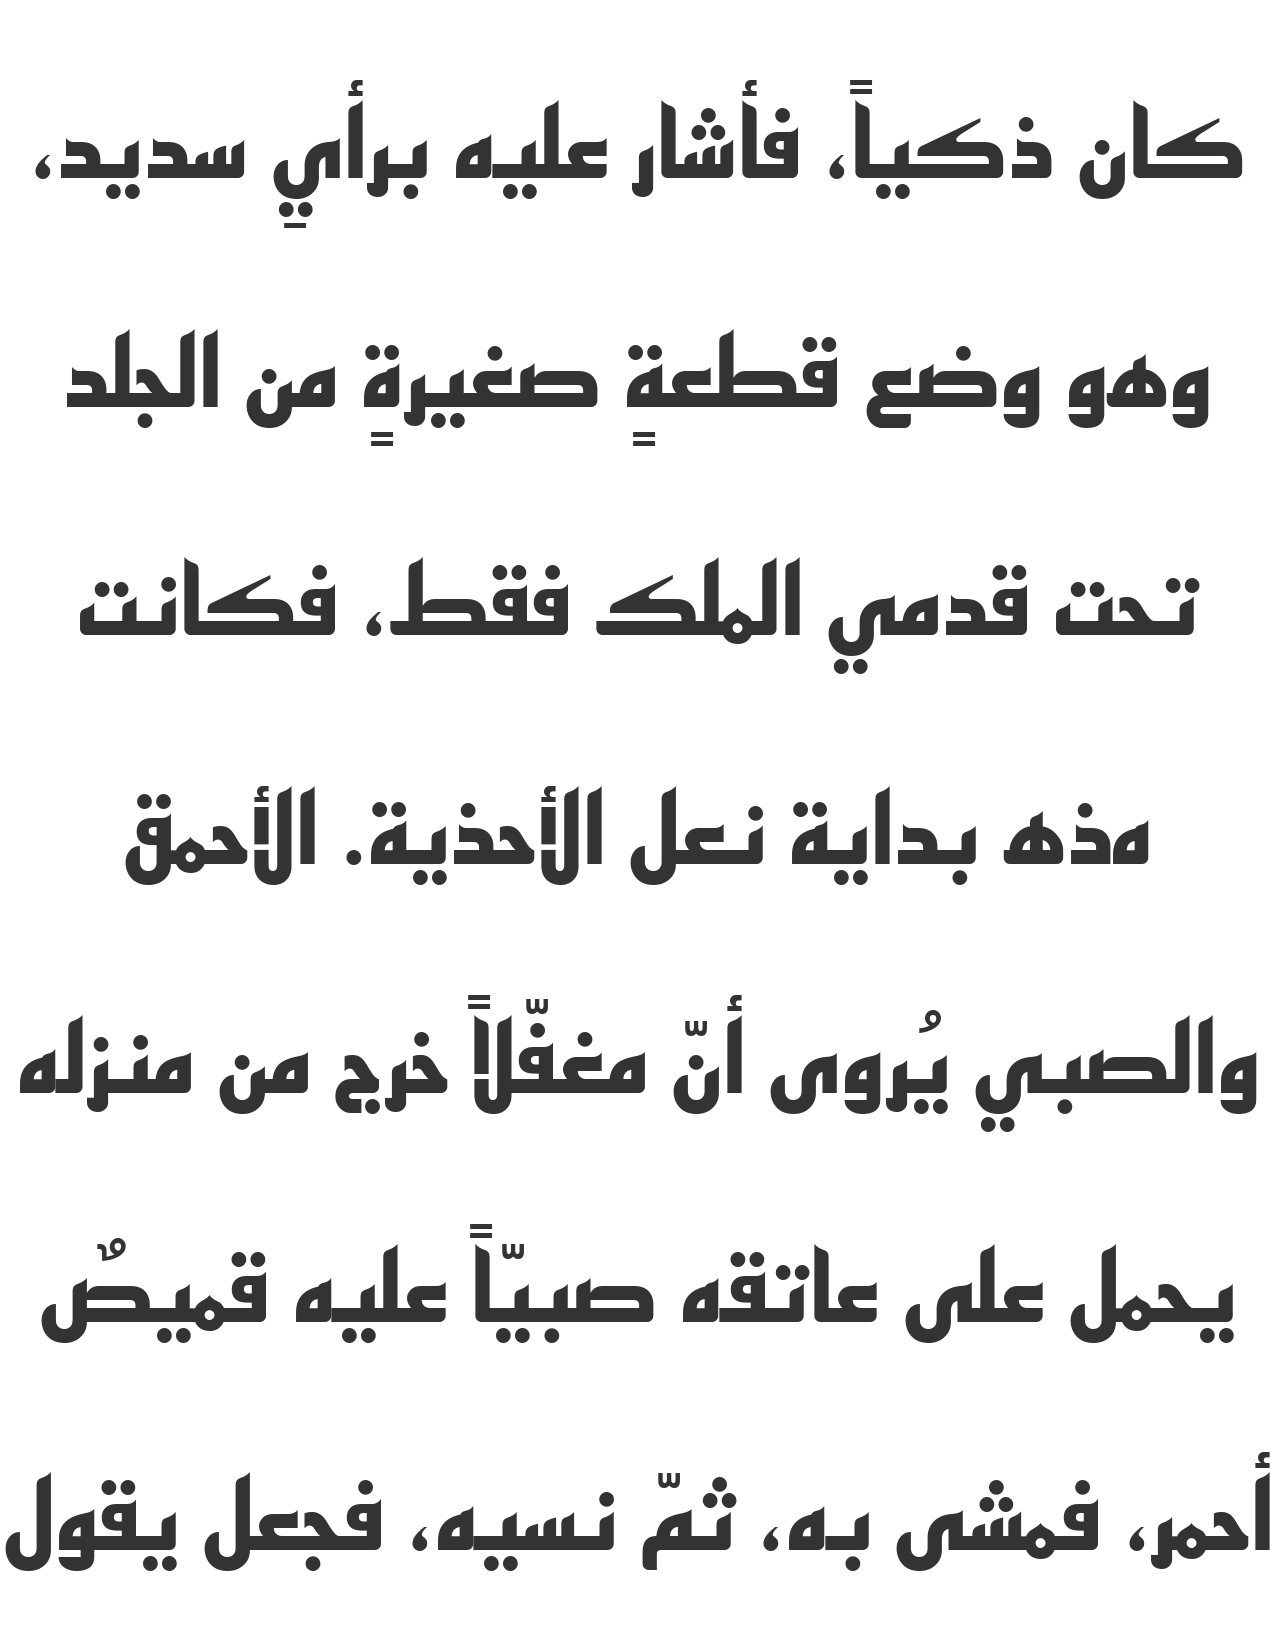 كان ذكياً، فأشار عليه برأيٍ سديد،
وهو وضع قطعةٍ صغيرةٍ من الجلد
تحت قدمي الملك فقط، فكانت
هذه بداية نعل الأحذية. الأحمق
والصبي يُروى أنّ مغفّلاً خرج من منزله
يحمل على عاتقه صبيّاً عليه قميصٌ
أحمر، فمشى به، ثمّ نسيه، فجعل يقول